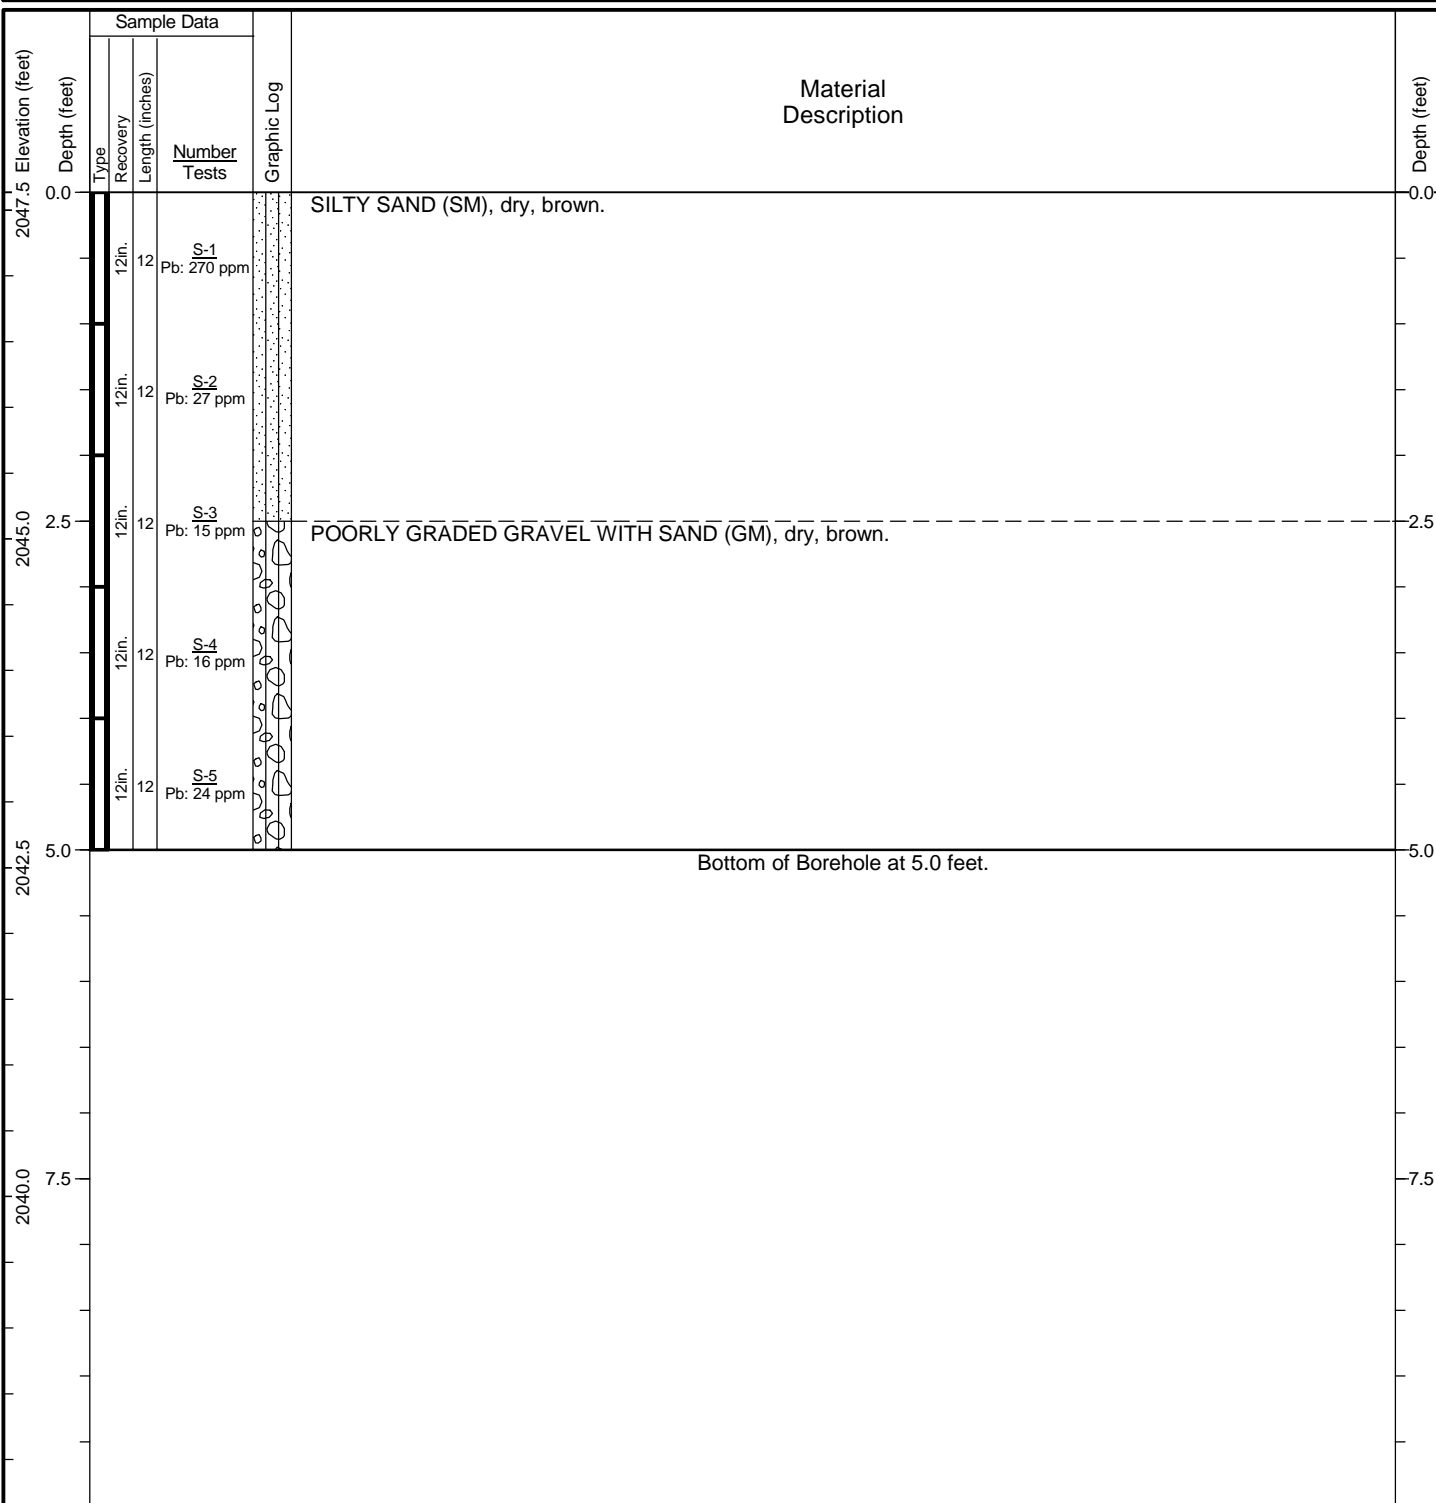 Sample Data
Elevation (feet)
Depth (feet)
Type
Recovery
Length (inches)
Number
Tests
Graphic Log
Material
Description
Depth (feet)
2047.5
0.0
0.0
SILTY SAND (SM), dry, brown.
12in.
12
S-1
Pb: 270 ppm
12in.
12
S-2
Pb: 27 ppm
2045.0
2.5
12in.
12
S-3
Pb: 15 ppm
2.5
POORLY GRADED GRAVEL WITH SAND (GM), dry, brown.
12in.
12
S-4
Pb: 16 ppm
12in.
12
S-5
Pb: 24 ppm
2042.5
5.0
5.0
Bottom of Borehole at 5.0 feet.
2040.0
7.5
7.5